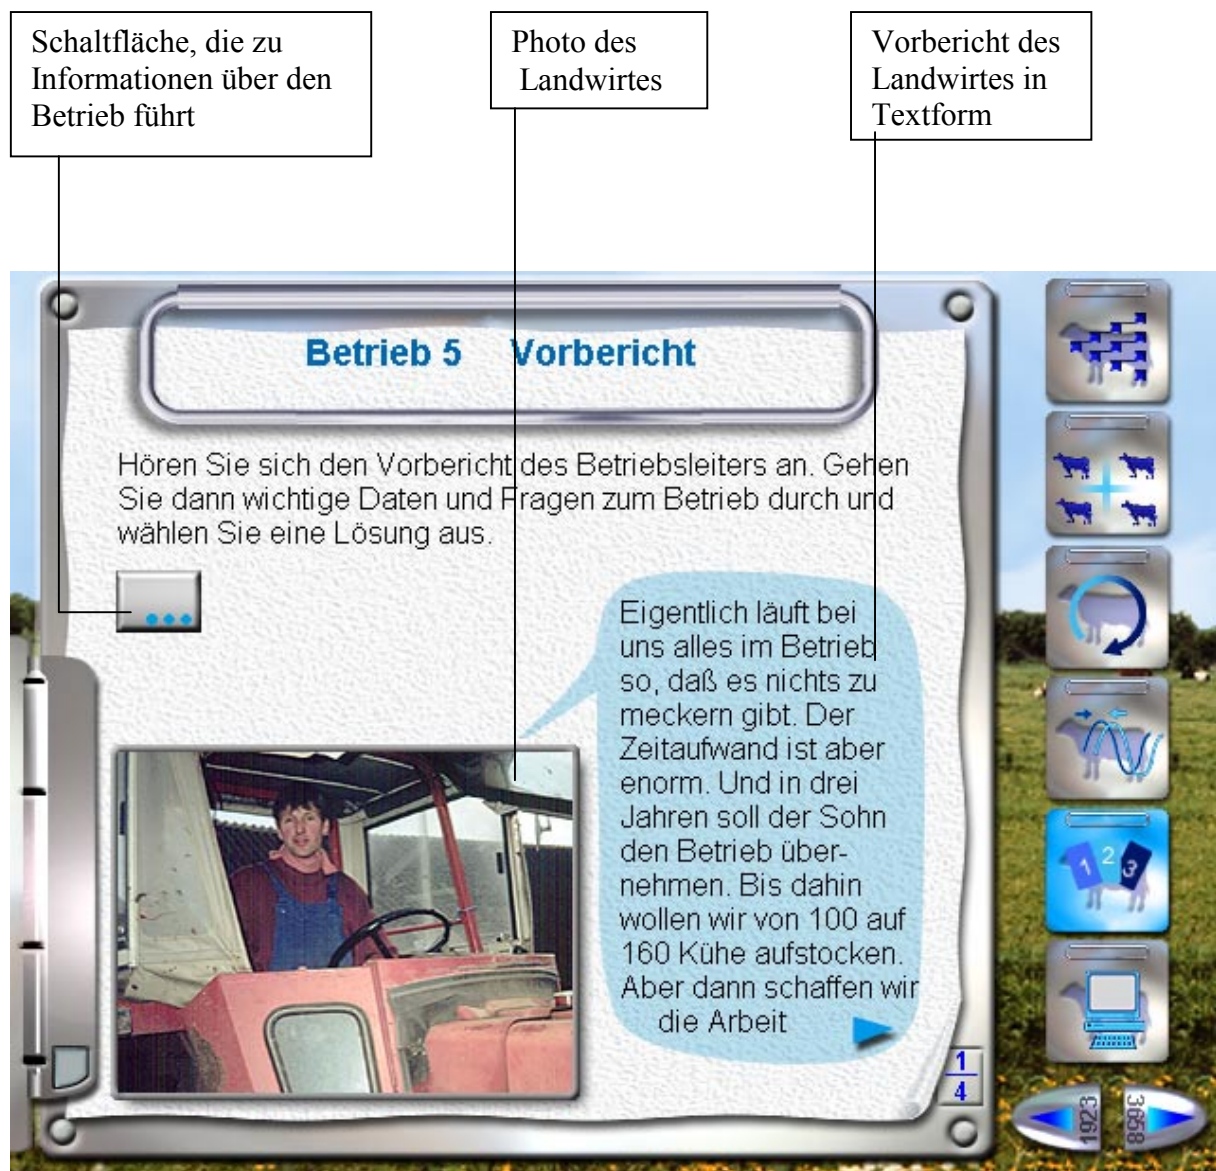 Schaltfläche, die zu
Informationen über den
Betrieb führt
Photo des
Landwirtes
Vorbericht des
Landwirtes in
Textform
Betrieb 5 Vorbericht
Hören Sie sich den Vorbericht des Betriebsleiters an. Gehen
Sie dann wichtige Daten und Fragen zum Betrieb durch und
wählen Sie eine Lösung aus.
Eigentlich läuft bei
uns alles im Betrieb
so, daß es nichts zu
meckern gibt. Der
Zeitaufwand ist aber
enorm. Und in drei
Jahren soll der Sohn
den Betrieb über-
nehmen. Bis dahin
wollen wir von 100 auf
160 Kühe aufstocken.
Aber dann schaffen wir
die Arbeit
1 2 3
1
4
1923
3658